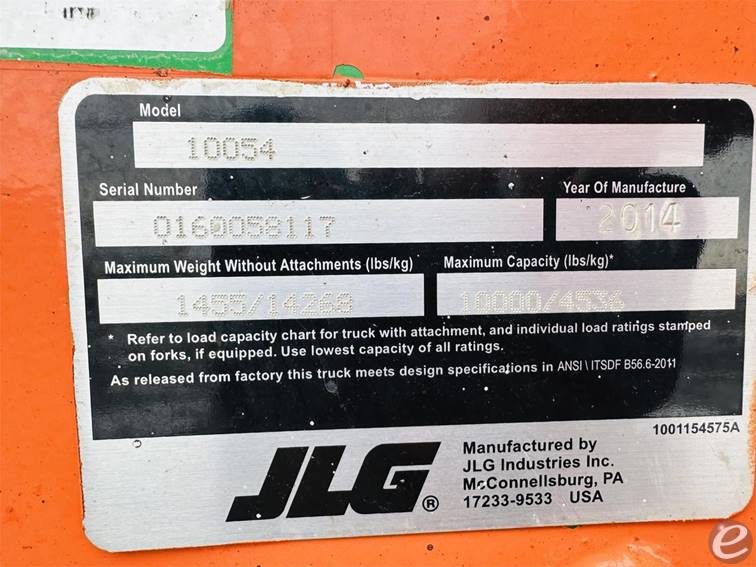 Model
10054
Serial Number
Year Of Manufacture
0160058117
2014
Maximum Weight Without Attachments (lbs/kg)
Maximum Capacity (lbs/kg)*
1455/14268
10000/4536
* Refer to load capacity chart for truck with attachment, and individual load ratings stamped
on forks, if equipped. Use lowest capacity of all ratings.
As released from factory this truck meets design specifications in ANSI \ ITSDF B56.6-2011
1001154575A
JLG®
Manufactured by
JLG Industries Inc.
McConnellsburg, PA
17233-9533 USA
e